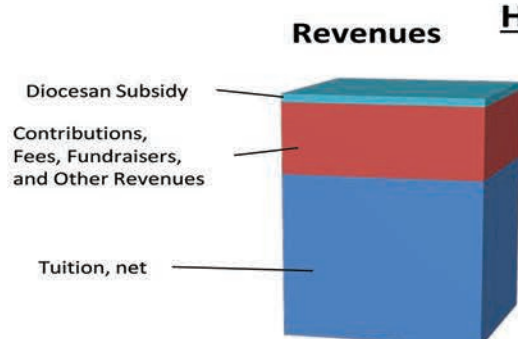 H
Revenues
Diocesan Subsidy
Contributions,
Fees, Fundraisers,
and Other Revenues
Tuition, net